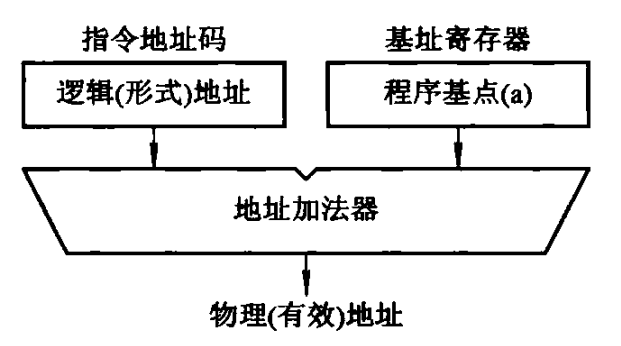 指令地址码
基址寄存器
逻辑(形式)地址
程序基点(a)
地址加法器
物理(有效)地址